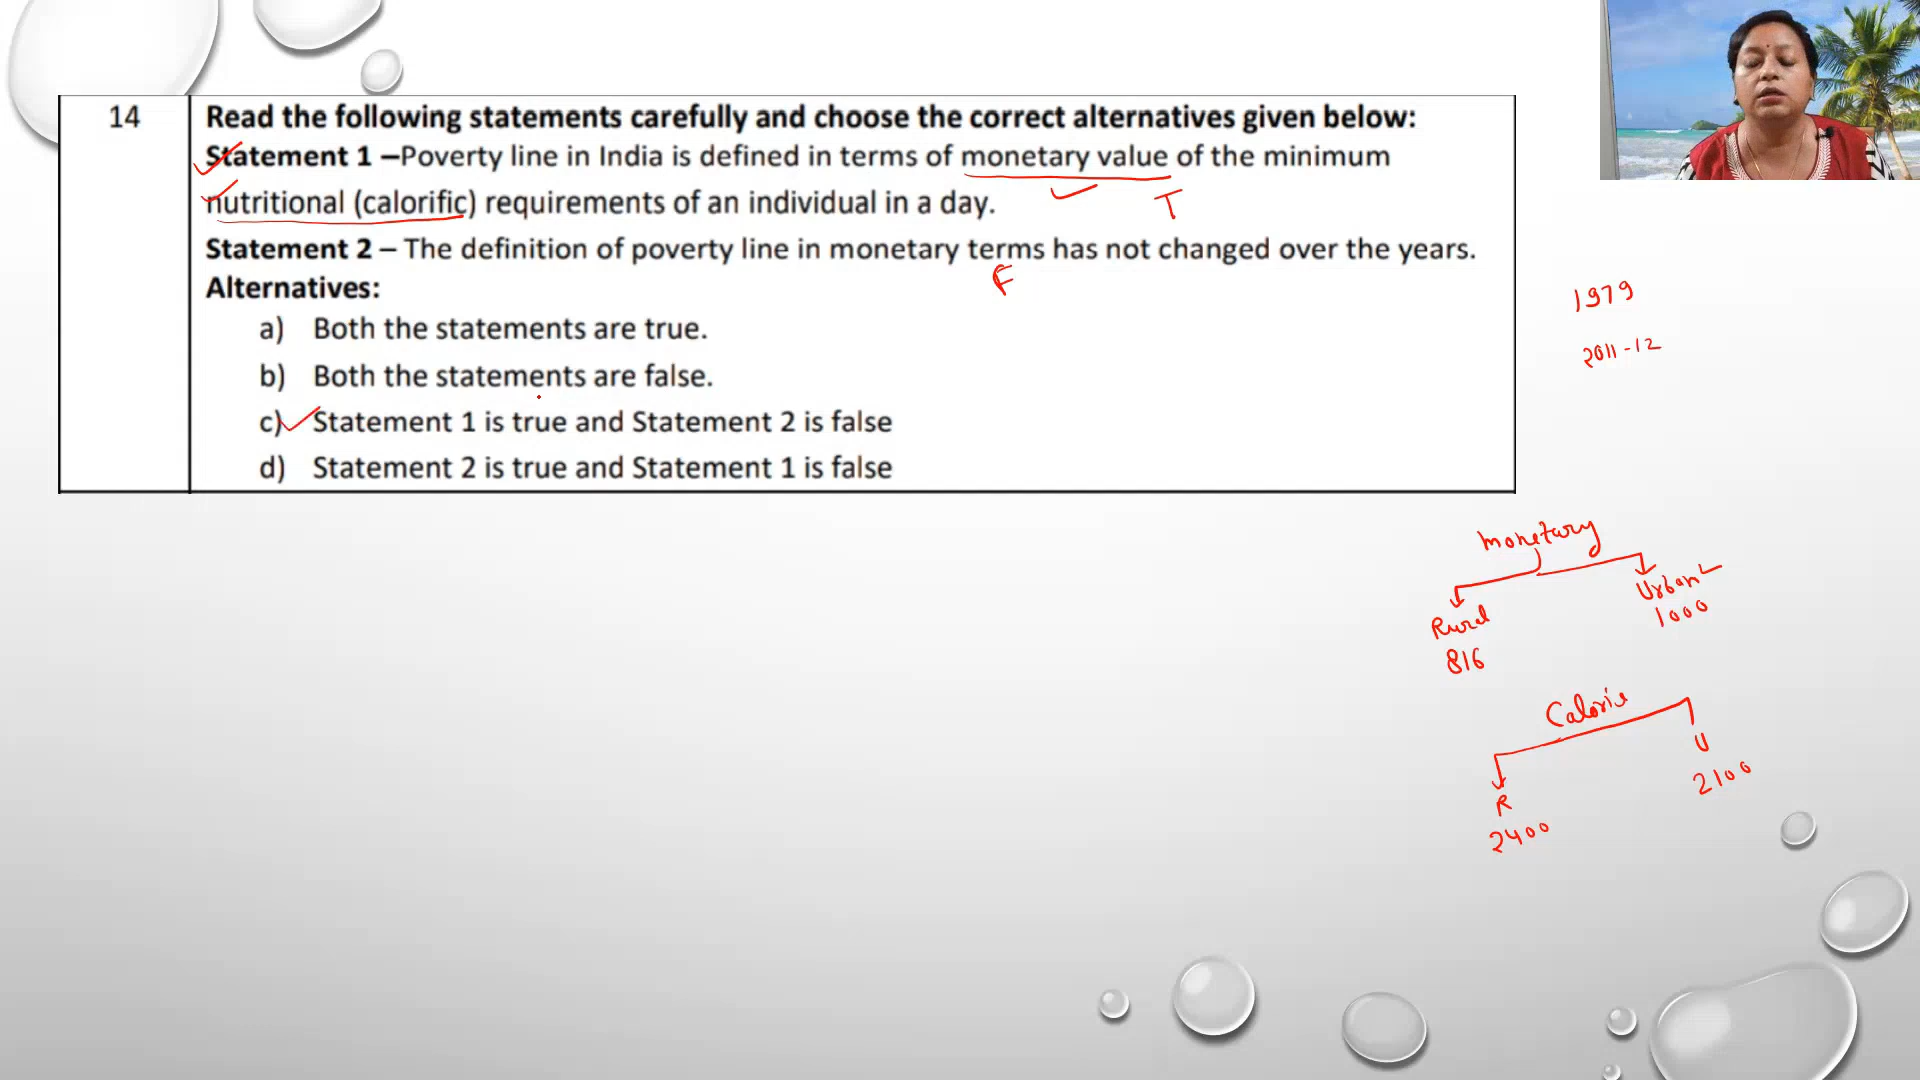 14
Read the following statements carefully and choose the correct alternatives given below:
Statement 1 –Poverty line in India is defined in terms of monetary value of the minimum
nutritional (calorific) requirements of an individual in a day.
T
Statement 2 – The definition of poverty line in monetary terms has not changed over the years.
F
Alternatives:
a) Both the statements are true.
b) Both the statements are false.
c) Statement 1 is true and Statement 2 is false
d) Statement 2 is true and Statement 1 is false
1979
2011-12
Monetary
Rural
816
Urban
1000
Calorie
R
2400
U
2100